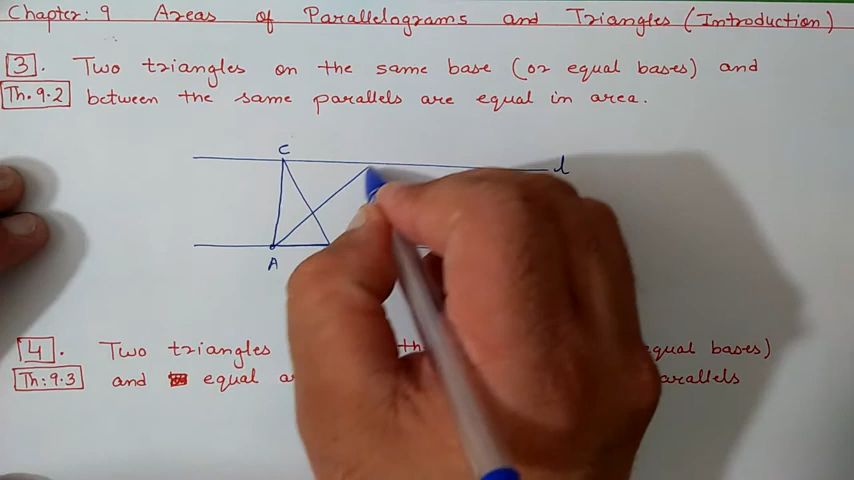 Chapter: 9 Areas of Parallelograms and Triangles (Introduction)
3. Two triangles on the same base (or equal bases) and
Th. 9.2 between the same parallels are equal in area.
C
l
A
4. Two triangles th equal bases)
Th: 9.3 and equal a arallels